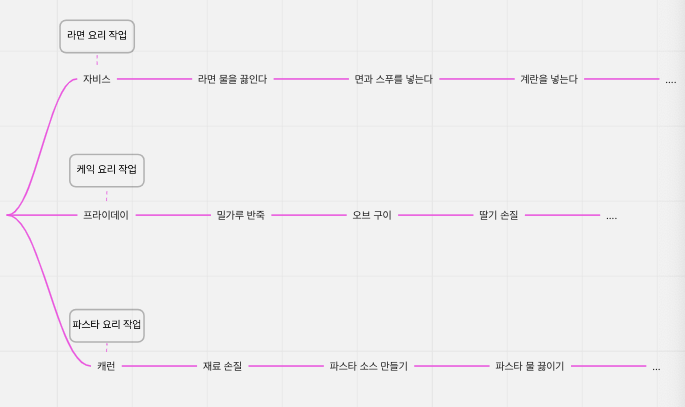 라면 요리 작업
자비스 라면 물을 끓인다 면과 스푸를 넣는다 계란을 넣는다 ....
케익 요리 작업
프라이데이 밀가루 반죽 오브 구이 딸기 손질 ....
파스타 요리 작업
캐런 재료 손질 파스타 소스 만들기 파스타 물 끓이기 ...